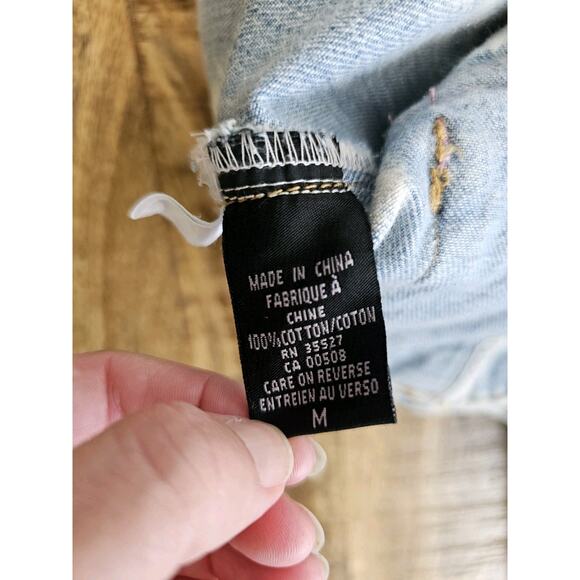 MADE IN CHINA
FABRIQUE À
CHINE
100% COTTON/COTON
RN 35527
CA 00508
CARE ON REVERSE
ENTREIEN AU VERSO
M